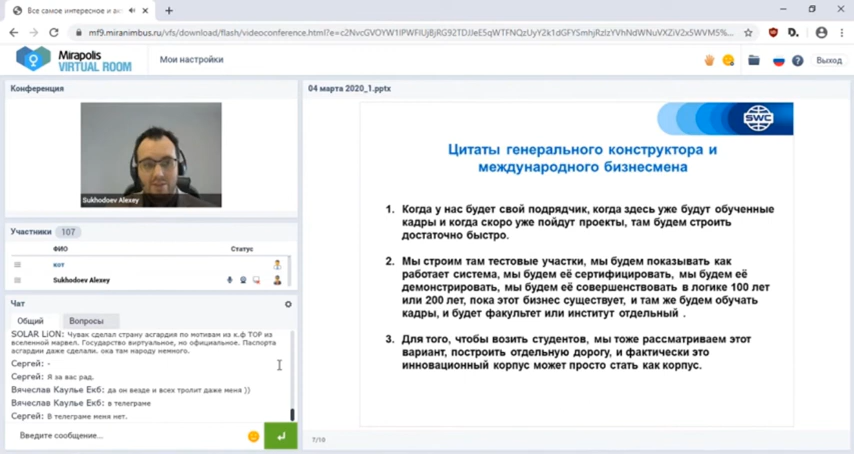 Все самое интересное и ак
mf9.miranimbus.ru/vfs/download/flash/videoconference.html?
Mirapolis
VIRTUAL ROOM
Мои настройки
Выход
Конференция
Sukhodoev Alexey
Участники 107
ФИО Статус
кот
Sukhodoev Alexey
Чат
Общий Вопросы
SOLAR LiON: Чувак сделал страну асгардия по мотивам из к.ф ТОР из
вселенной марвел. Государство виртуальное, но официальное. Паспорта
асгардии даже сделали. ока там народу немного.
Сергей: -
Сергей: Я за вас рад.
Вячеслав Каулье Екб: да он везде и всех тролит даже меня ))
Вячеслав Каулье Екб: в телеграме
Сергей: В телеграме меня нет.
Введите сообщение...
04 марта 2020_1.pptx
SWC
Цитаты генерального конструктора и
международного бизнесмена
1. Когда у нас будет свой подрядчик, когда здесь уже будут обученные
кадры и когда скоро уже пойдут проекты, там будем строить
достаточно быстро.
2. Мы строим там тестовые участки, мы будем показывать как
работает система, мы будем её сертифицировать, мы будем её
демонстрировать, мы будем её совершенствовать в логике 100 лет
или 200 лет, пока этот бизнес существует, и там же будем обучать
кадры, и будет факультет или институт отдельный .
3. Для того, чтобы возить студентов, мы тоже рассматриваем этот
вариант, построить отдельную дорогу, и фактически это
инновационный корпус может просто стать как корпус.
7/10